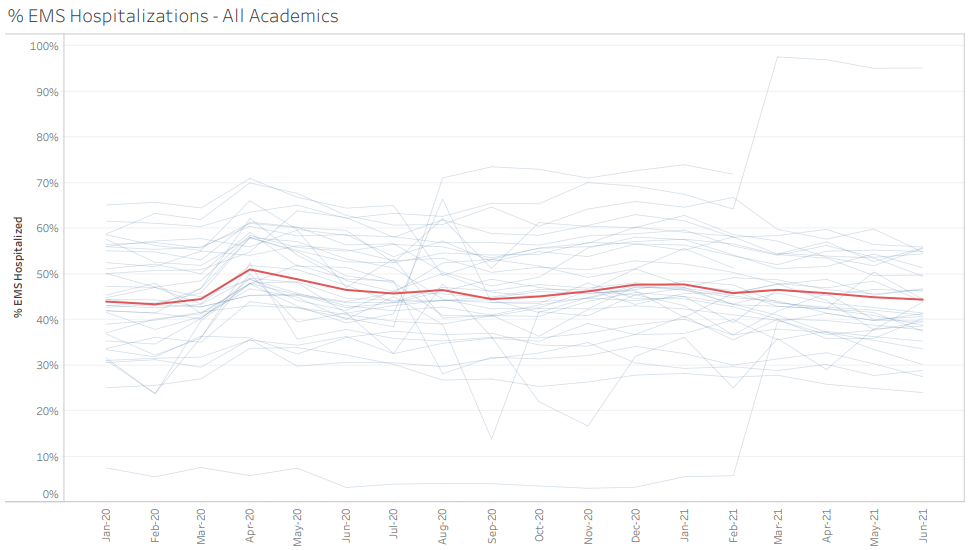 % EMS Hospitalizations - All Academics
100%
90%
80%
70%
60%
50%
40%
30%
20%
10%
0%
% EMS Hospitalized
Jan-20
Feb-20
Mar-20
Apr-20
May-20
Jun-20
Jul-20
Aug-20
Sep-20
Oct-20
Nov-20
Dec-20
Jan-21
Feb-21
Mar-21
Apr-21
May-21
Jun-21